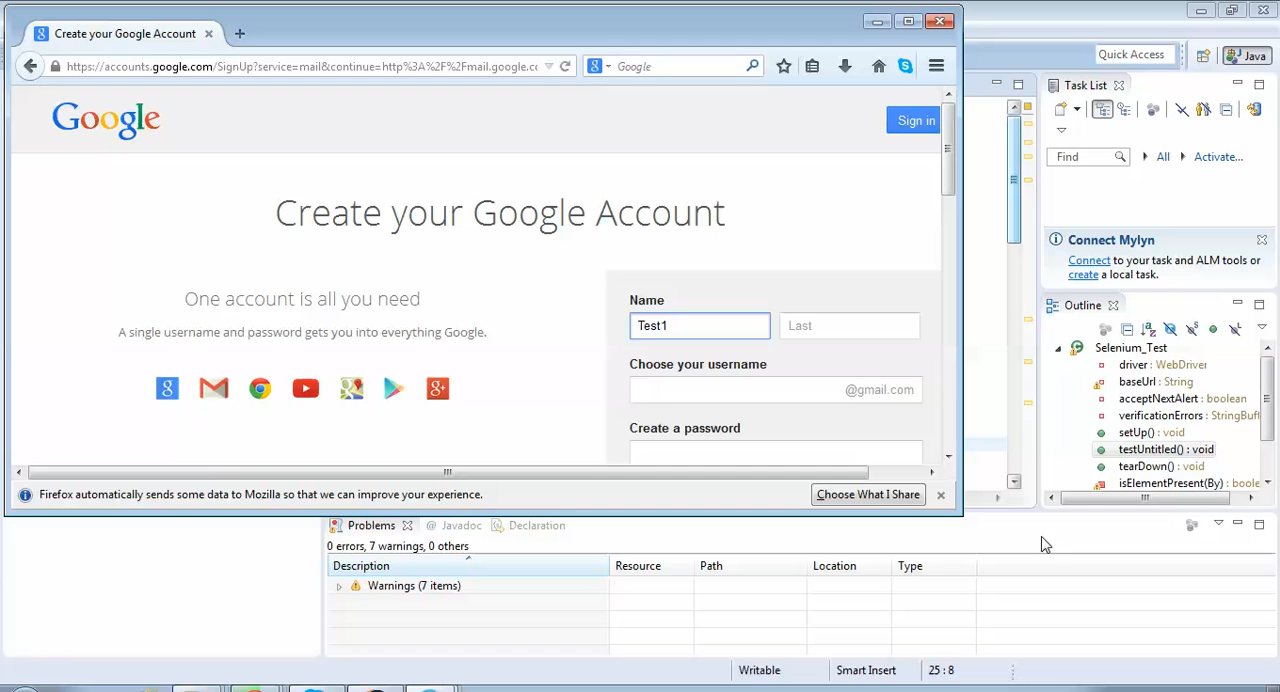 Create your Google Account
https://accounts.google.com/SignUp?service=mail&continue=http%3A%2F%2Fmail.google.cc
Google
Google
Sign in
Create your Google Account
One account is all you need
A single username and password gets you into everything Google.
Name
Test1
Last
Choose your username
@gmail.com
Create a password
Firefox automatically sends some data to Mozilla so that we can improve your experience.
Choose What I Share
Quick Access
Java
Task List
Find
All
Activate...
Connect Mylyn
Connect to your task and ALM tools or
create a local task.
Outline
Selenium_Test
driver : WebDriver
baseUrl : String
acceptNextAlert : boolean
verificationErrors : StringBuf
setUp() : void
testUntitled() : void
tearDown() : void
isElementPresent(By) : boole
Problems
@ Javadoc
Declaration
0 errors, 7 warnings, 0 others
Description
Resource
Path
Location
Type
Warnings (7 items)
Writable
Smart Insert
25 : 8